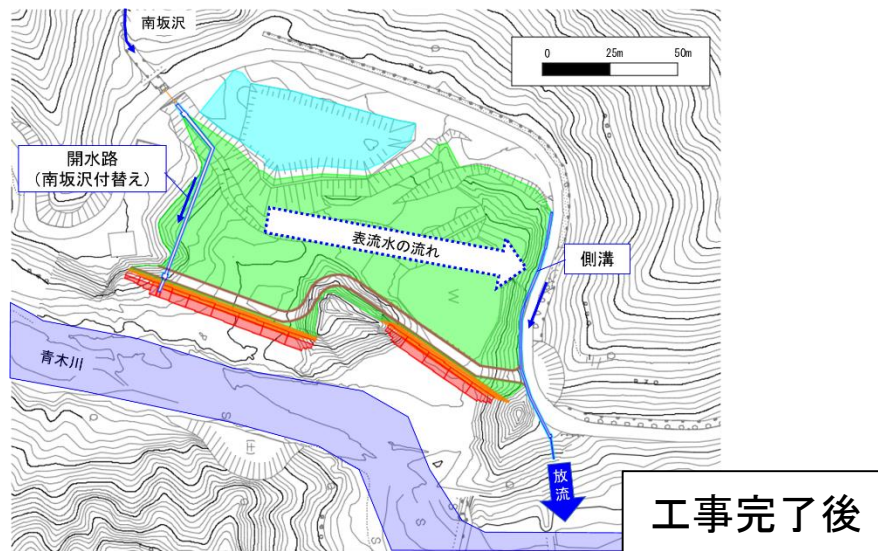 南坂沢
0 25m 50m
開水路
（南坂沢付替え）
表流水の流れ
側溝
W
青木川
放流
工事完了後